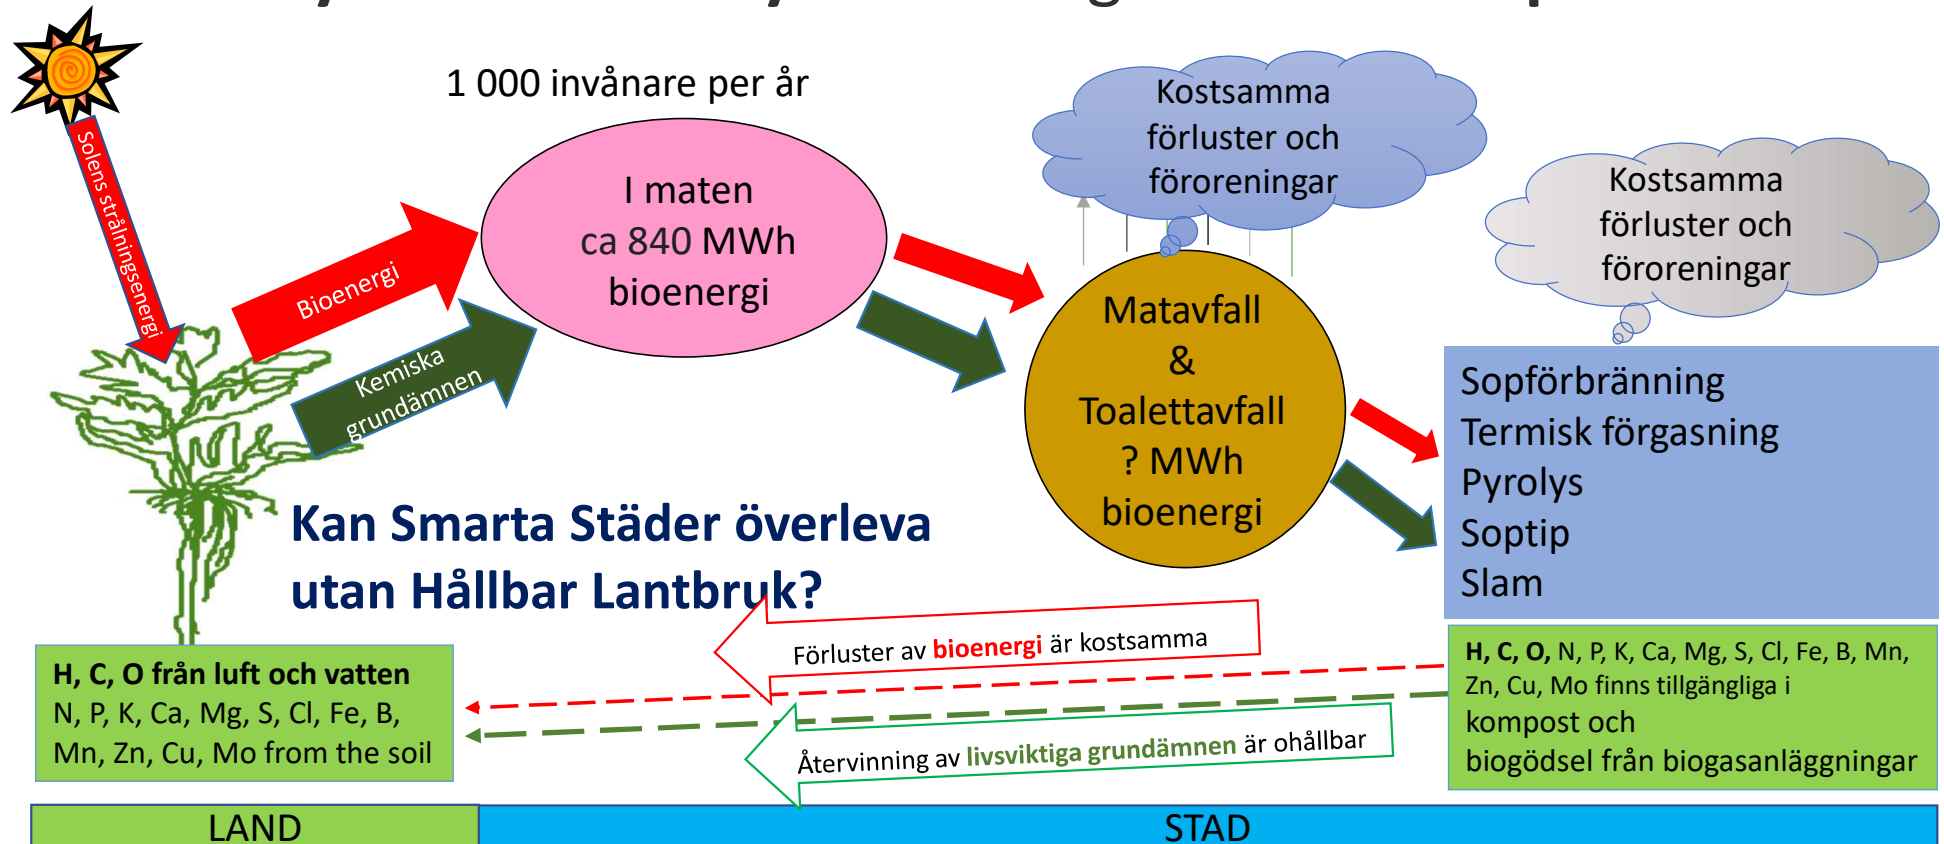 1 000 invånare per år
Solens strålningsenergi
Bioenergi
Kemiska
grundämnen
I maten
ca 840 MWh
bioenergi
Kostsamma
förluster och
föroreningar
Matavfall
&
Toalettavfall
? MWh
bioenergi
Kostsamma
förluster och
föroreningar
Sopförbränning
Termisk förgasning
Pyrolys
Soptip
Slam
Kan Smarta Städer överleva
utan Hållbar Lantbruk?
Förluster av bioenergi är kostsamma
Återvinning av livsviktiga grundämnen är ohållbar
H, C, O från luft och vatten
N, P, K, Ca, Mg, S, Cl, Fe, B,
Mn, Zn, Cu, Mo from the soil
H, C, O, N, P, K, Ca, Mg, S, Cl, Fe, B, Mn,
Zn, Cu, Mo finns tillgängliga i
kompost och
biogödsel från biogasanläggningar
LAND
STAD